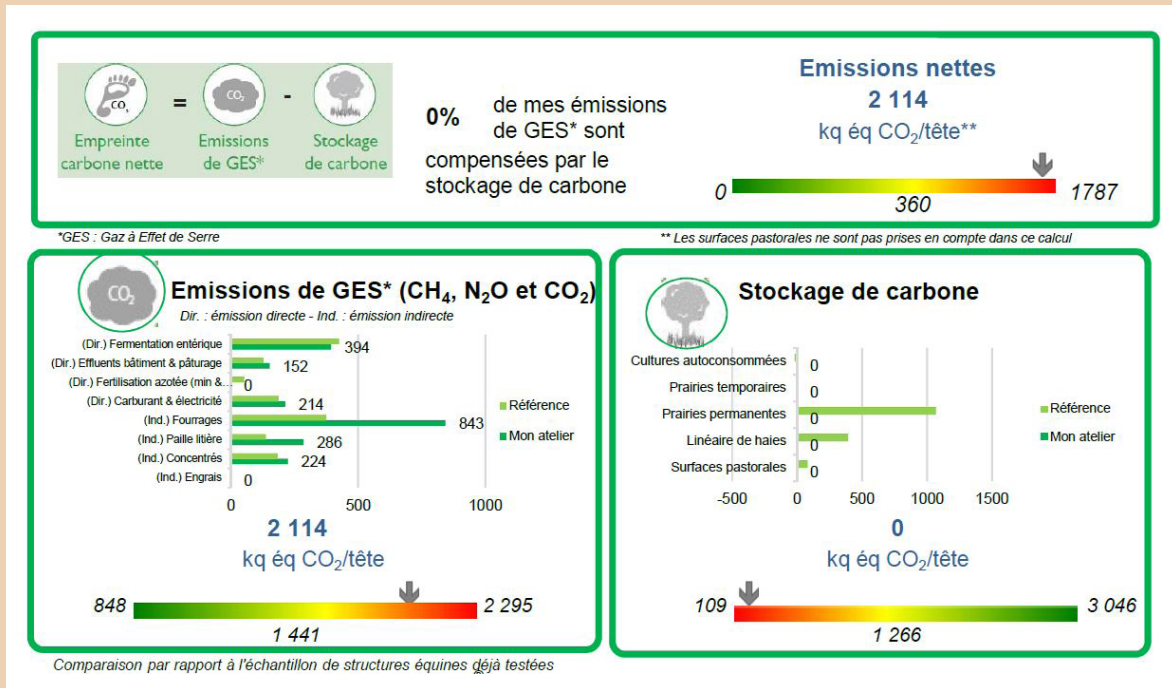 CO₂
=
CO₂
-
Empreinte
carbone nette
Emissions
de GES*
Stockage
de carbone
0%
de mes émissions
de GES* sont
compensées par le
stockage de carbone
Emissions nettes
2 114
kq éq CO₂/tête**
0
360
1787
*GES : Gaz à Effet de Serre
** Les surfaces pastorales ne sont pas prises en compte dans ce calcul
CO₂
Emissions de GES* (CH₄, N₂O et CO₂)
Dir. : émission directe - Ind. : émission indirecte
(Dir.) Fermentation entérique
394
(Dir.) Effluents bâtiment & pâturage
152
(Dir.) Fertilisation azotée (min &...
0
(Dir.) Carburant & électricité
214
(Ind.) Fourrages
843
(Ind.) Paille litière
286
(Ind.) Concentrés
224
(Ind.) Engrais
0
Référence
Mon atelier
0
500
1000
2 114
kq éq CO₂/tête
848
2 295
1 441
Stockage de carbone
Cultures autoconsommées
0
Prairies temporaires
0
Prairies permanentes
0
Linéaire de haies
0
Surfaces pastorales
0
Référence
Mon atelier
-500
0
500
1000
1500
0
kq éq CO₂/tête
109
3 046
1 266
Comparaison par rapport à l'échantillon de structures équines déjà testées